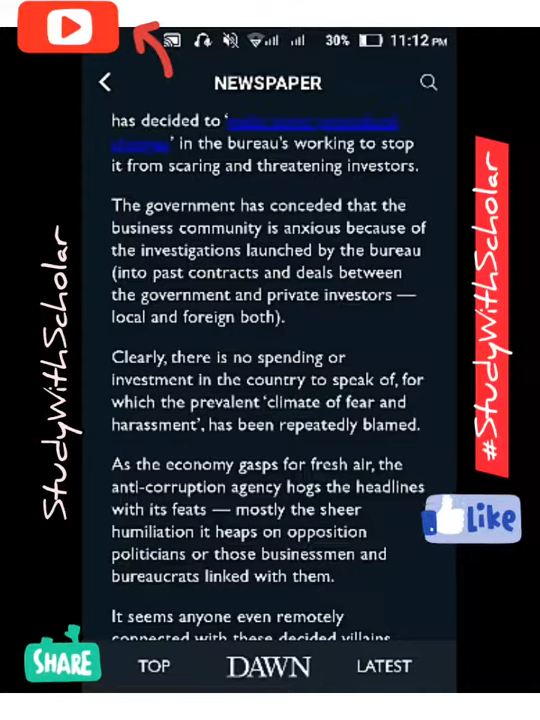 30% 11:12 PM
NEWSPAPER
has decided to ‘
’ in the bureau's working to stop
it from scaring and threatening investors.
The government has conceded that the
business community is anxious because of
the investigations launched by the bureau
(into past contracts and deals between
the government and private investors —
local and foreign both).
Clearly, there is no spending or
investment in the country to speak of, for
which the prevalent ‘climate of fear and
harassment’, has been repeatedly blamed.
As the economy gasps for fresh air, the
anti-corruption agency hogs the headlines
with its feats — mostly the sheer
humiliation it heaps on opposition
politicians or those businessmen and
bureaucrats linked with them.
It seems anyone even remotely
connected with these decided villains
TOP DAWN LATEST
StudyWithScholar
#StudyWithScholar
Like
SHARE